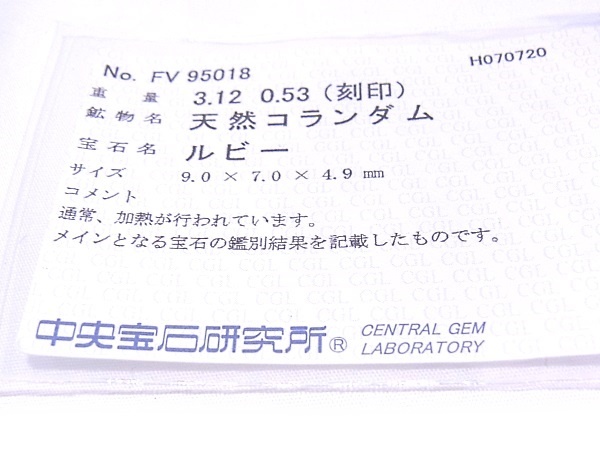 No. FV 95018
H070720
重量 3.12 0.53（刻印）
鉱物名 天然コランダム
宝石名 ルビー
サイズ 9.0 × 7.0 × 4.9 mm
コメント
通常、加熱が行われています。
メインとなる宝石の鑑別結果を記載したものです。
中央宝石研究所® CENTRAL GEM
LABORATORY